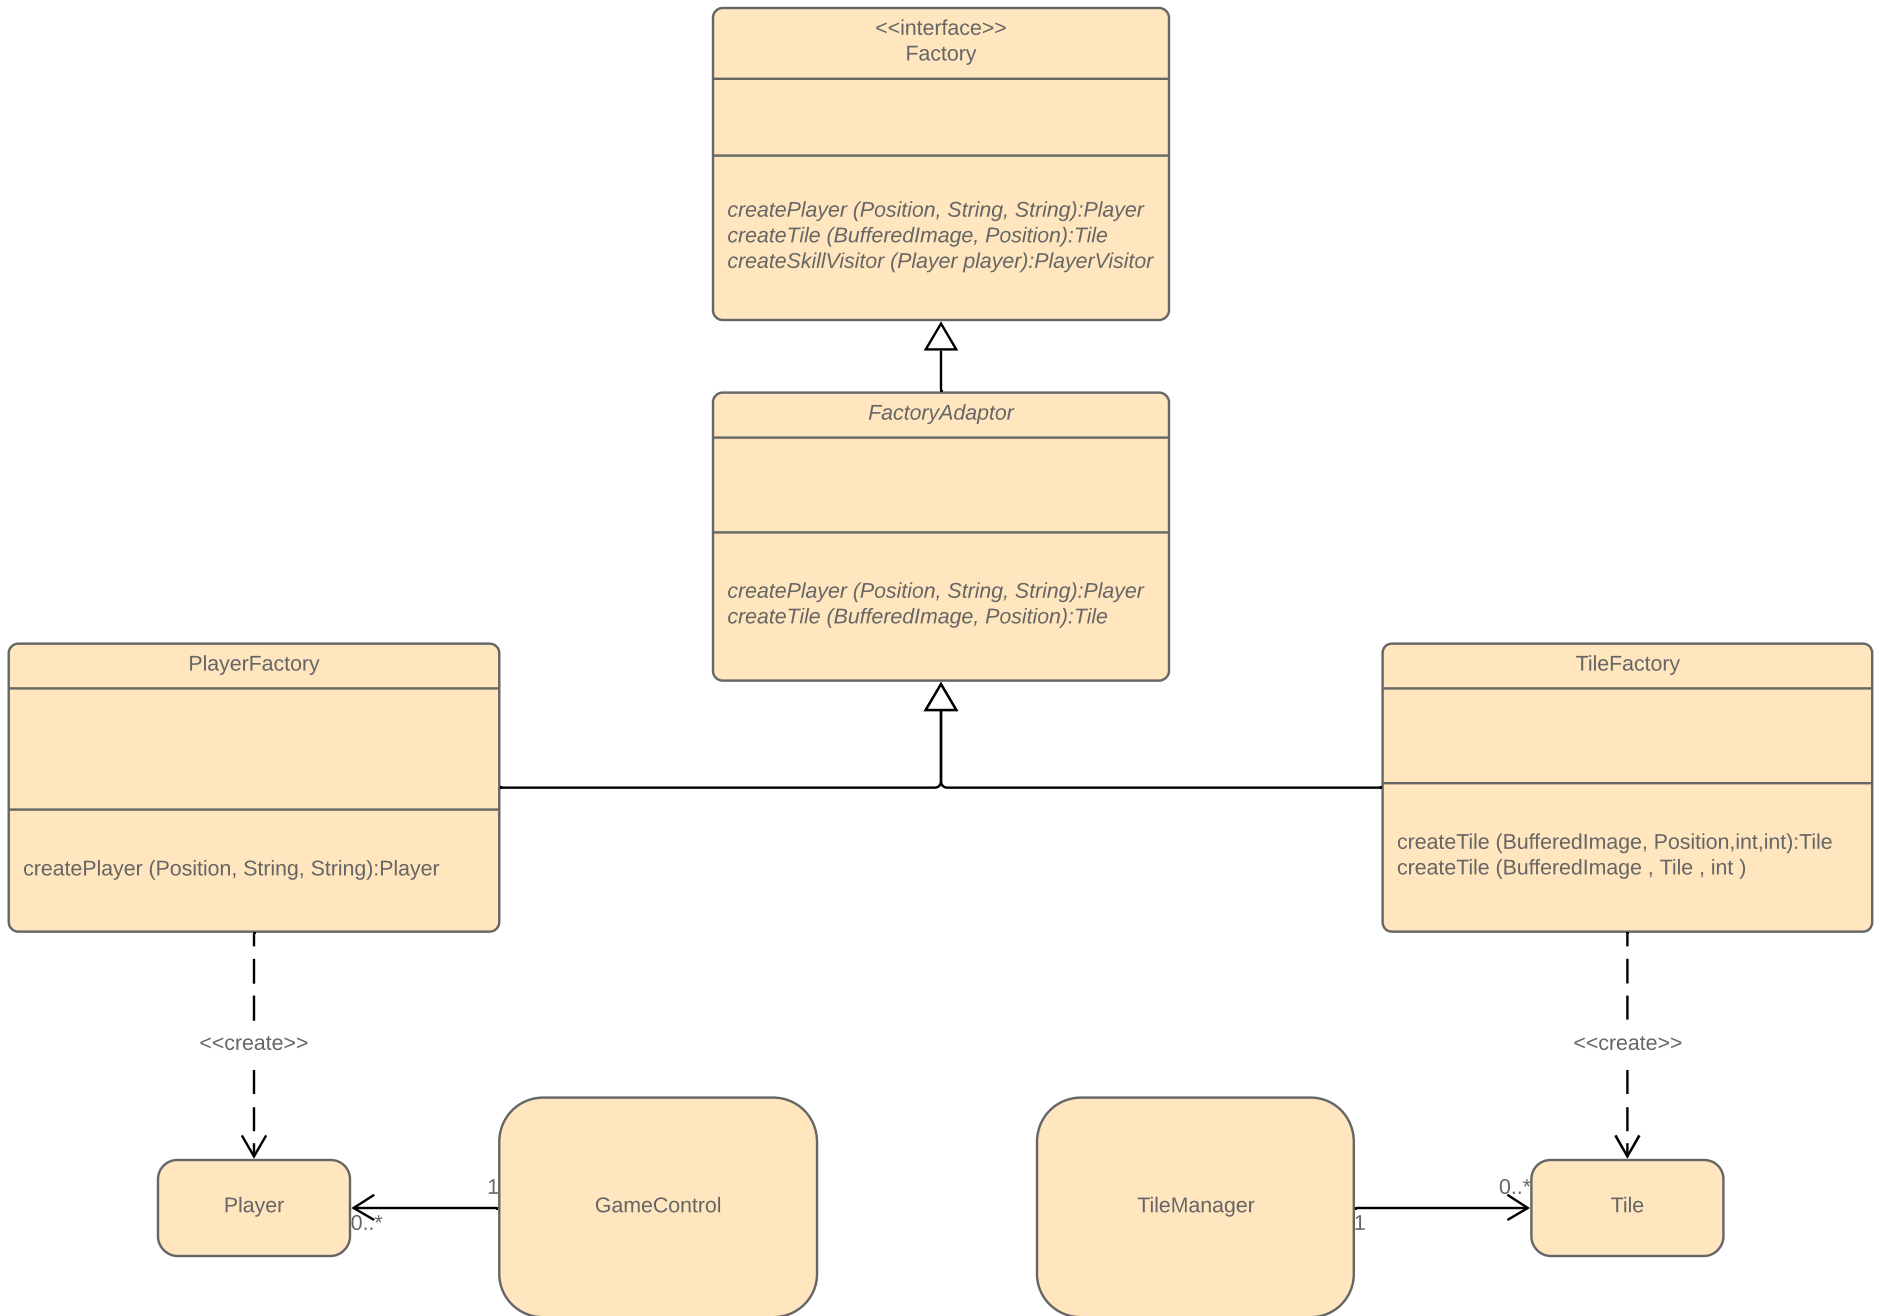 <<interface>>
Factory
createPlayer (Position, String, String):Player
createTile (BufferedImage, Position):Tile
createSkillVisitor (Player player):PlayerVisitor
FactoryAdaptor
createPlayer (Position, String, String):Player
createTile (BufferedImage, Position):Tile
PlayerFactory
createPlayer (Position, String, String):Player
TileFactory
createTile (BufferedImage, Position,int,int):Tile
createTile (BufferedImage , Tile , int )
<<create>>
<<create>>
Player
0..*
1
GameControl
TileManager
1
0..*
Tile